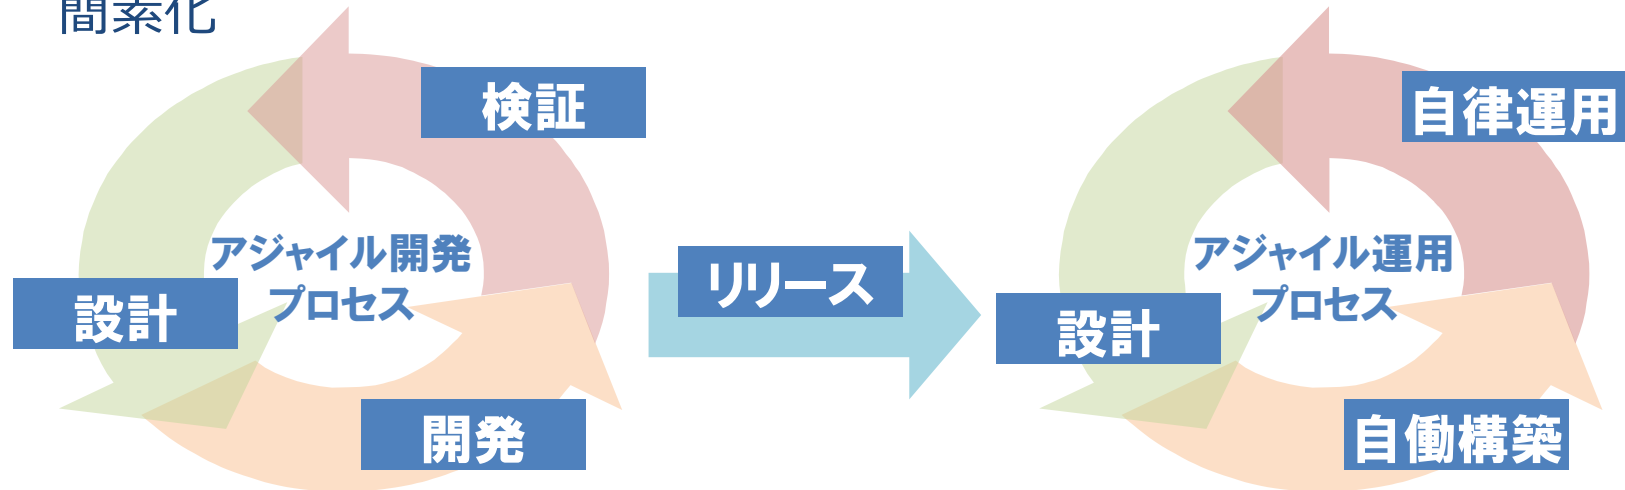 簡素化
検証
自律運用
アジャイル開発
プロセス
設計
開発
リリース
アジャイル運用
プロセス
設計
自働構築